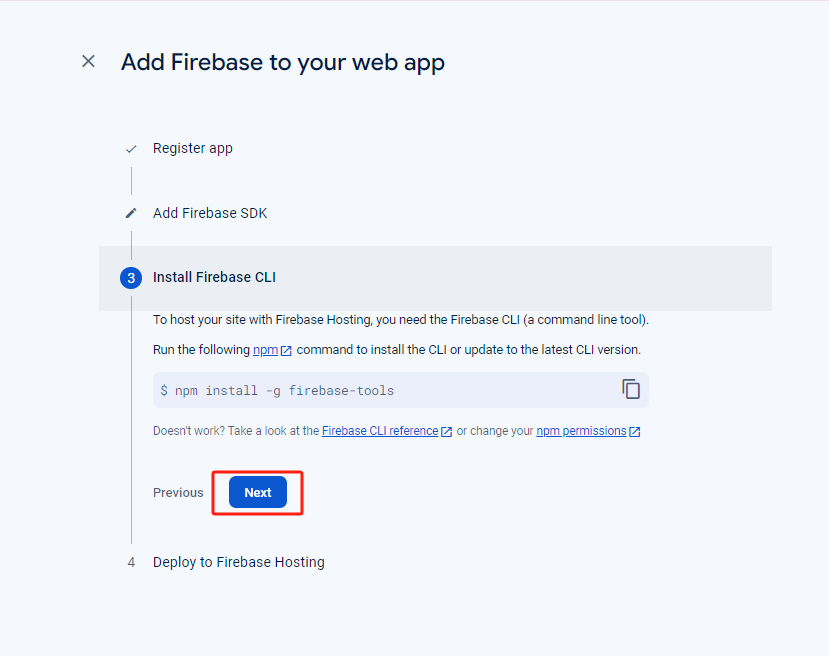 Add Firebase to your web app
Register app
Add Firebase SDK
3 Install Firebase CLI
To host your site with Firebase Hosting, you need the Firebase CLI (a command line tool).
Run the following npm command to install the CLI or update to the latest CLI version.
$ npm install -g firebase-tools
Doesn't work? Take a look at the Firebase CLI reference or change your npm permissions
Previous Next
4 Deploy to Firebase Hosting